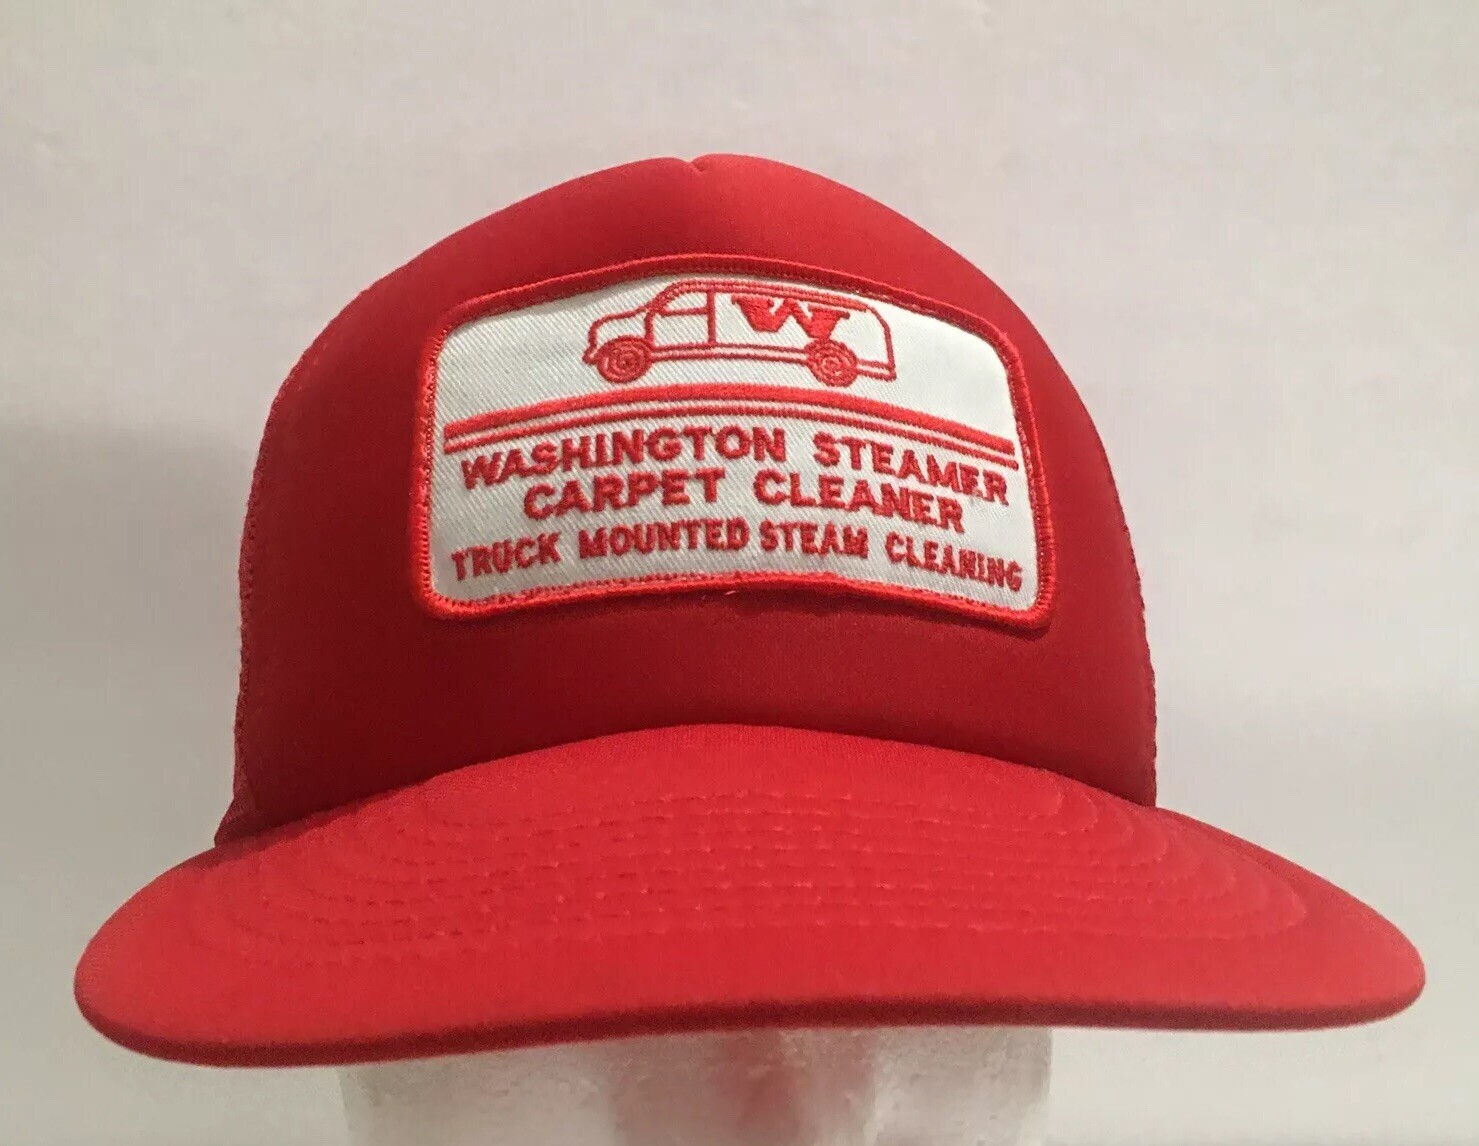 W
WASHINGTON STEAMER
CARPET CLEANER
TRUCK MOUNTED STEAM CLEANING